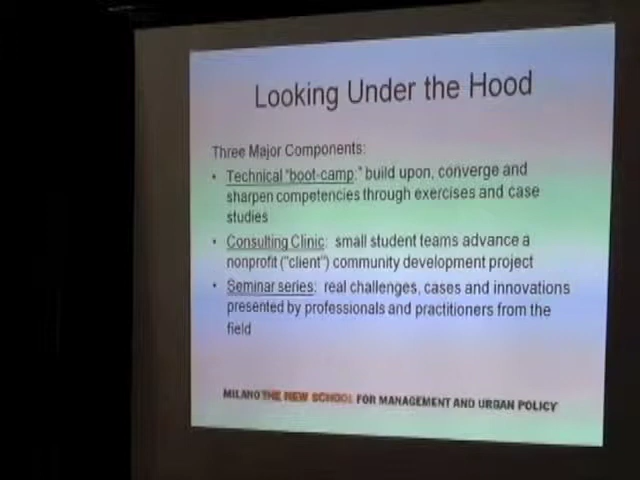 Looking Under the Hood
Three Major Components:
• Technical "boot-camp:" build upon, converge and
sharpen competencies through exercises and case
studies
• Consulting Clinic: small student teams advance a
nonprofit ("client") community development project
• Seminar series: real challenges, cases and innovations
presented by professionals and practitioners from the
field
MILANO THE NEW SCHOOL FOR MANAGEMENT AND URBAN POLICY